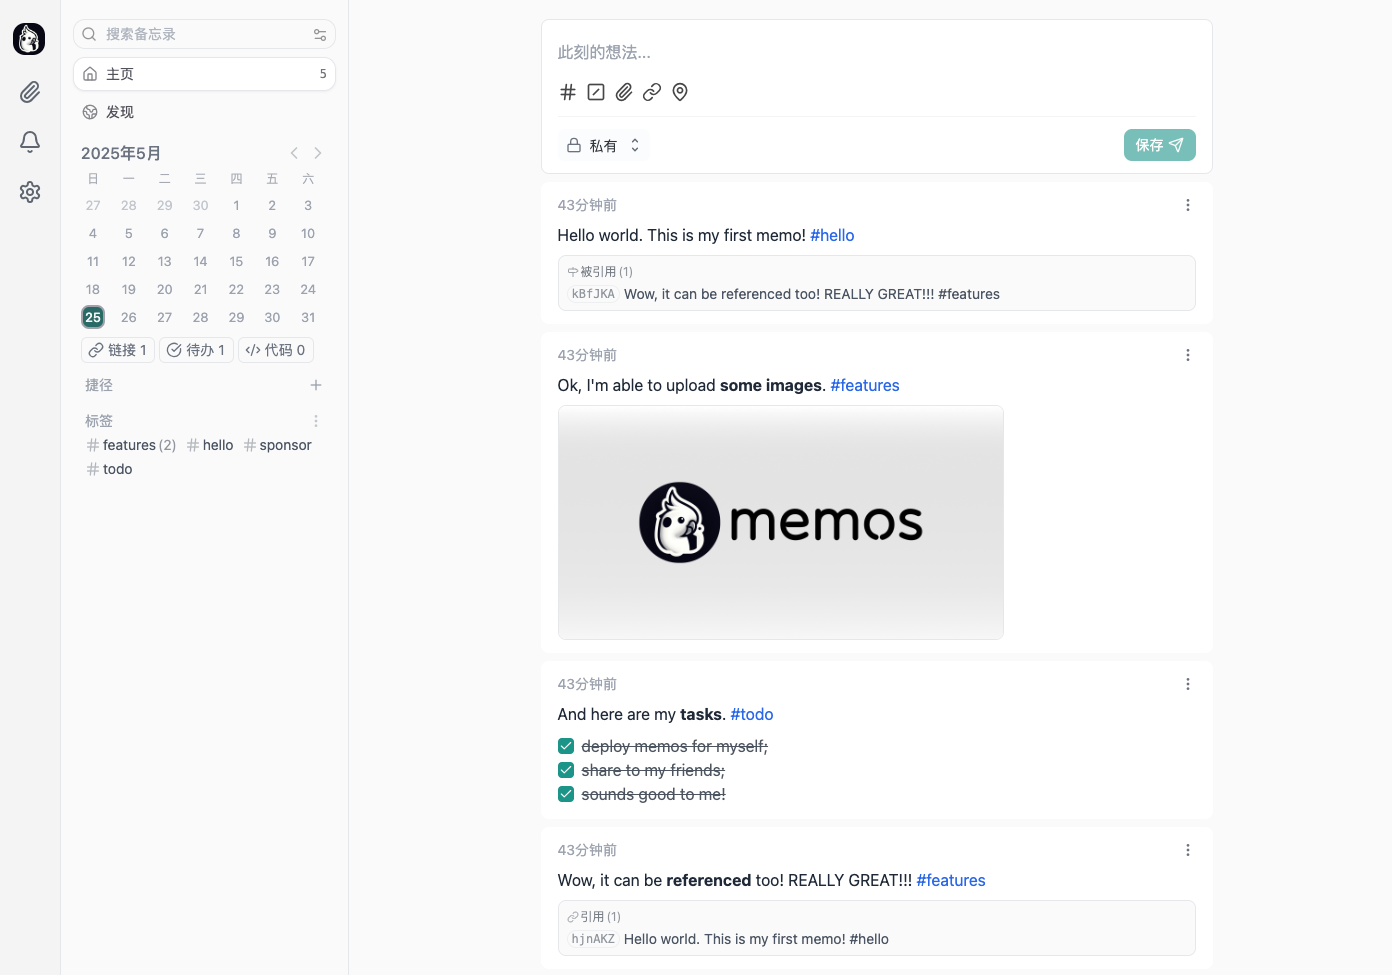 搜索备忘录
主页 5
发现
2025年5月
日 一 二 三 四 五 六
27 28 29 30 1 2 3
4 5 6 7 8 9 10
11 12 13 14 15 16 17
18 19 20 21 22 23 24
25 26 27 28 29 30 31
链接 1 待办 1 代码 0
捷径
标签
features (2) # hello # sponsor
# todo
此刻的想法...
私有
保存
43分钟前
Hello world. This is my first memo! #hello
被引用 (1)
kBfJKA Wow, it can be referenced too! REALLY GREAT!!! #features
43分钟前
Ok, I'm able to upload some images. #features
memos
43分钟前
And here are my tasks. #todo
deploy memos for myself;
share to my friends;
sounds good to me!
43分钟前
Wow, it can be referenced too! REALLY GREAT!!! #features
引用 (1)
hjnAKZ Hello world. This is my first memo! #hello